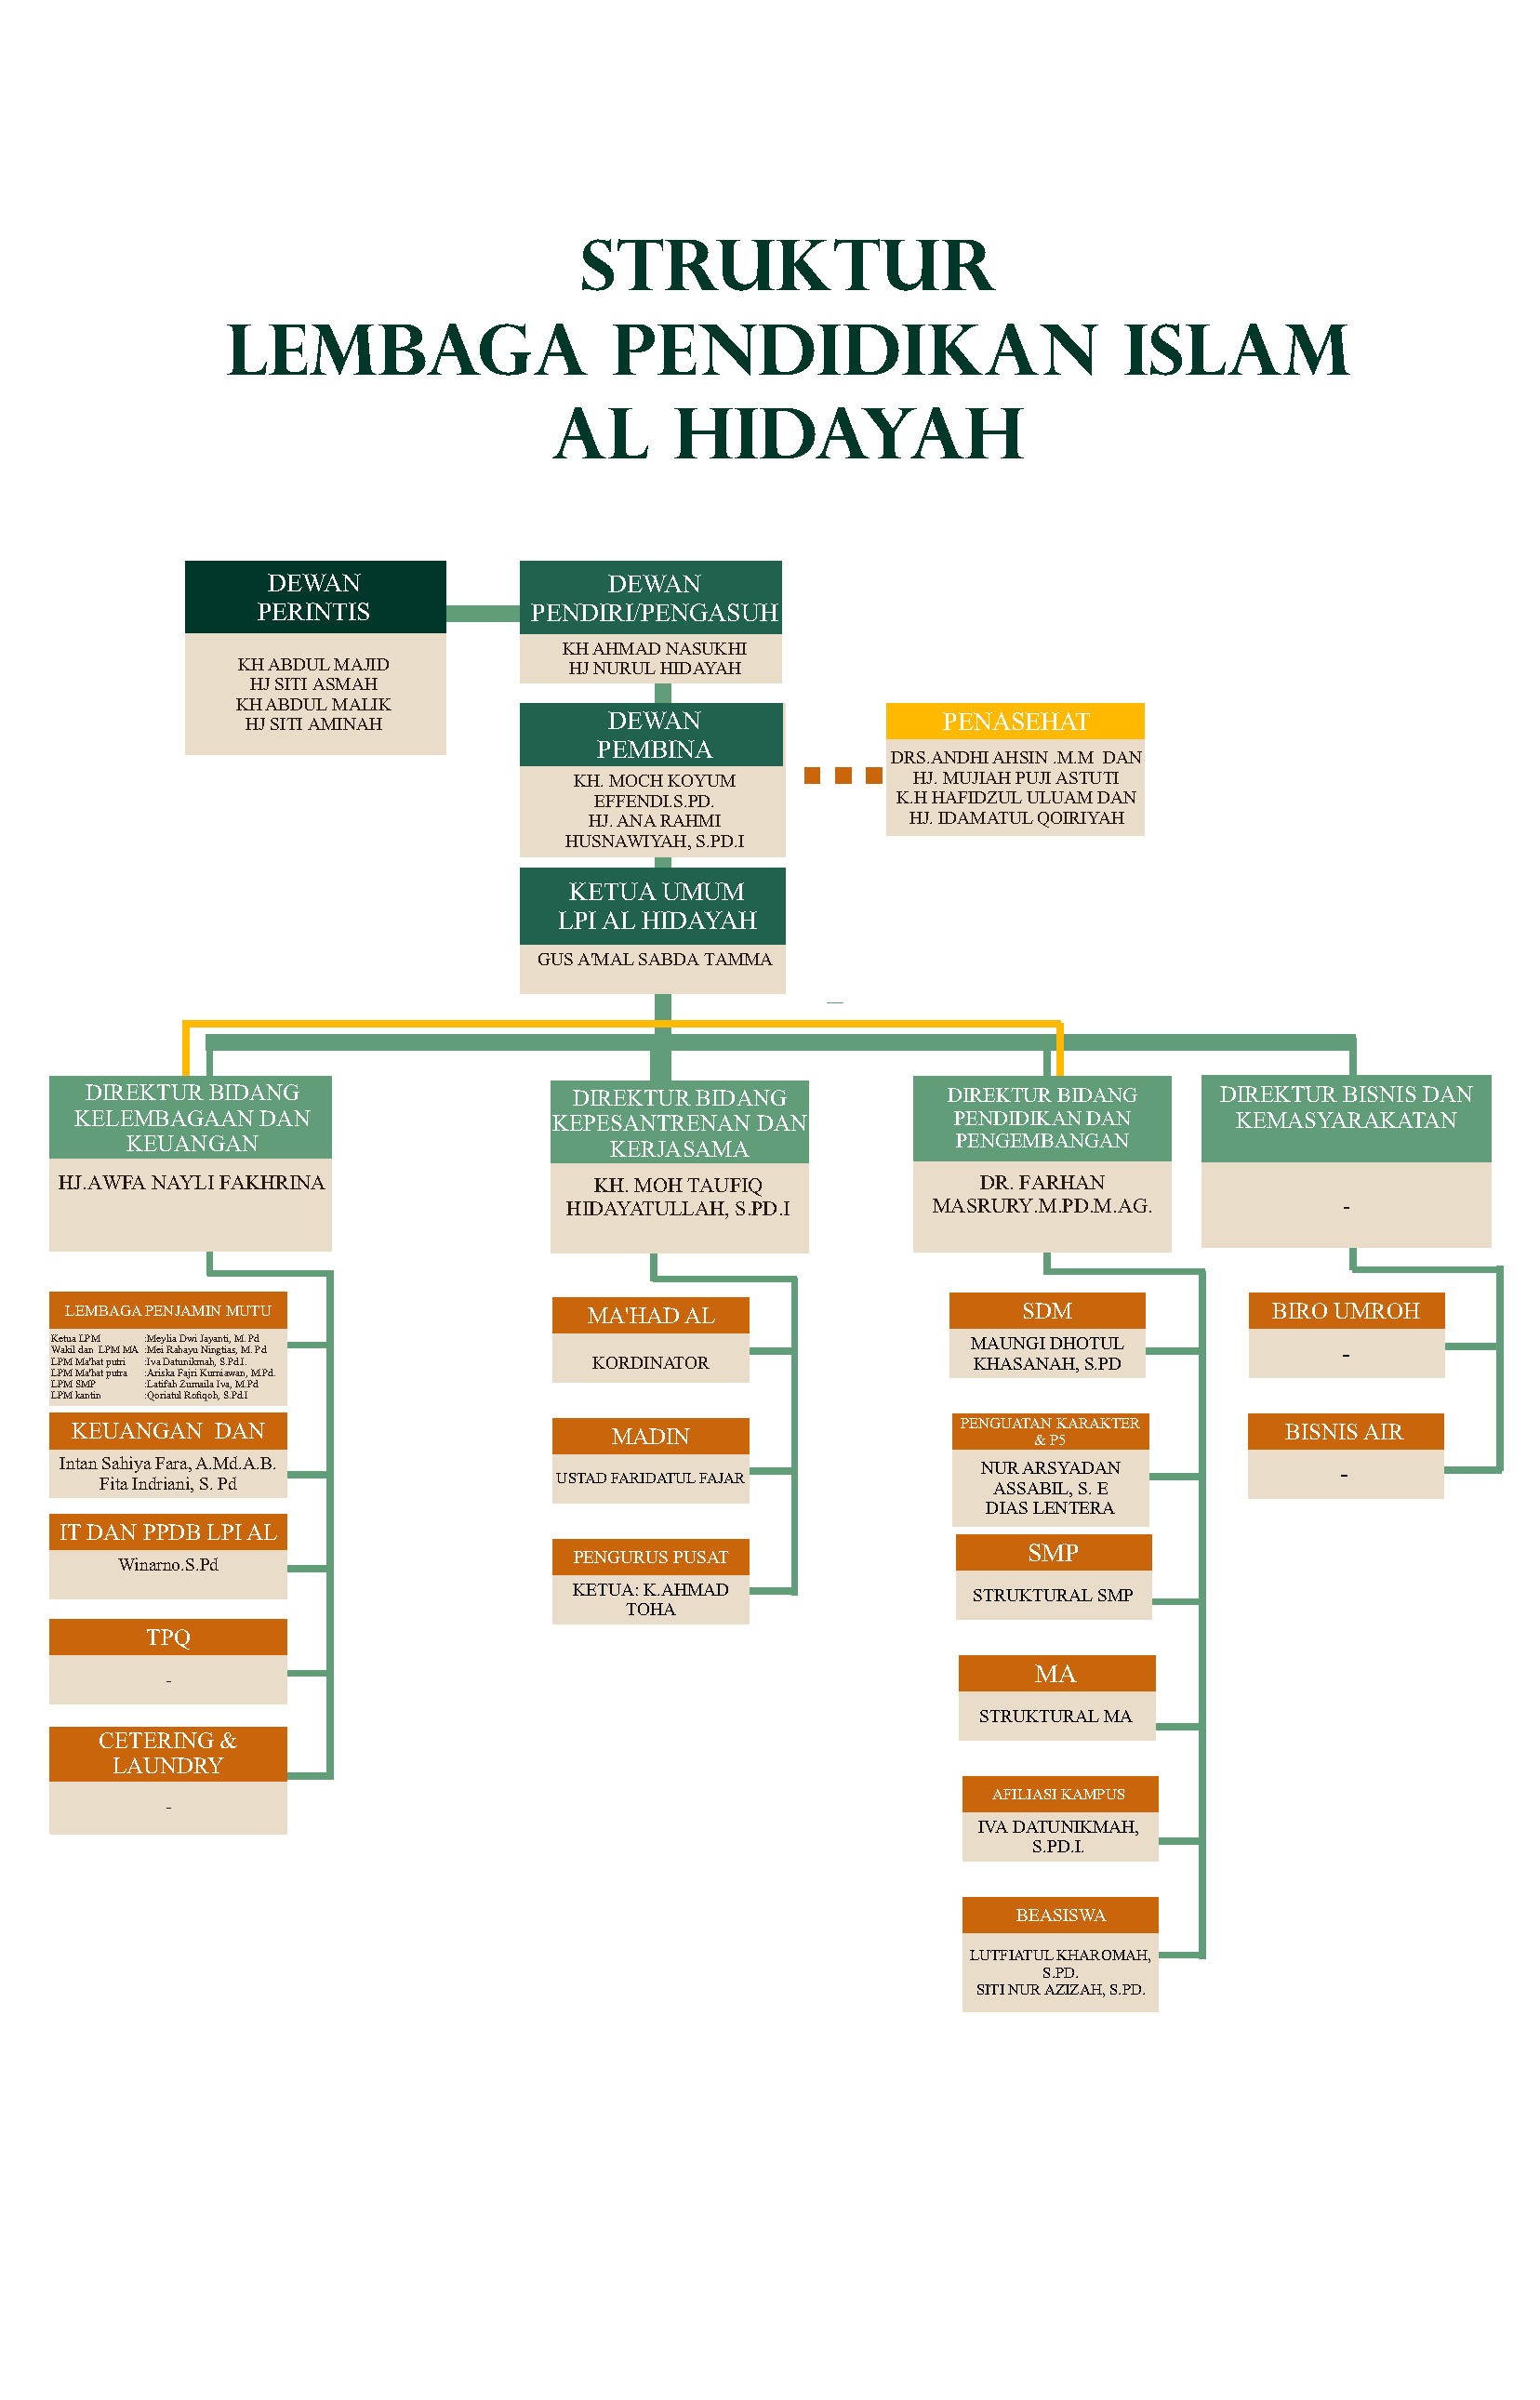 STRUKTUR
LEMBAGA PENDIDIKAN ISLAM
AL HIDAYAH
DEWAN
PERINTIS
KH ABDUL MAJID
HJ SITI ASMAH
KH ABDUL MALIK
HJ SITI AMINAH
DEWAN
PENDIRI/PENGASUH
KH AHMAD NASUKHI
HJ NURUL HIDAYAH
DEWAN
PEMBINA
KH. MOCH KOYUM
EFFENDI.S.PD.
HJ. ANA RAHMI
HUSNAWIYAH, S.PD.I
PENASEHAT
DRS.ANDHI AHSIN .M.M DAN
HJ. MUJIAH PUJI ASTUTI
K.H HAFIDZUL ULUAM DAN
HJ. IDAMATUL QOIRIYAH
KETUA UMUM
LPI AL HIDAYAH
GUS A'MAL SABDA TAMMA
DIREKTUR BIDANG
KELEMBAGAAN DAN
KEUANGAN
HJ.AWFA NAYLI FAKHRINA
LEMBAGA PENJAMIN MUTU
Ketua LPM :Meylia Dwi Jayanti, M. Pd
Wakil dan LPM MA :Mei Rahayu Ningtias, M. Pd
LPM Ma'hat putri :Iva Datunikmah, S.Pd.I.
LPM Ma'hat putra :Ariska Fajri Kurniawan, M.Pd.
LPM SMP :Latifah Zumaila Iva, M.Pd
LPM kantin :Qoriatul Rofiqoh, S.Pd.I
KEUANGAN DAN
Intan Sahiya Fara, A.Md.A.B.
Fita Indriani, S. Pd
IT DAN PPDB LPI AL
Winarno.S.Pd
TPQ
-
CETERING &
LAUNDRY
-
DIREKTUR BIDANG
KEPESANTRENAN DAN
KERJASAMA
KH. MOH TAUFIQ
HIDAYATULLAH, S.PD.I
MA'HAD AL
KORDINATOR
MADIN
USTAD FARIDATUL FAJAR
PENGURUS PUSAT
KETUA: K.AHMAD
TOHA
DIREKTUR BIDANG
PENDIDIKAN DAN
PENGEMBANGAN
DR. FARHAN
MASRURY.M.PD.M.AG.
SDM
MAUNGI DHOTUL
KHASANAH, S.PD
PENGUATAN KARAKTER
& P5
NUR ARSYADAN
ASSABIL, S. E
DIAS LENTERA
SMP
STRUKTURAL SMP
MA
STRUKTURAL MA
AFILIASI KAMPUS
IVA DATUNIKMAH,
S.PD.I.
BEASISWA
LUTFIATUL KHAROMAH,
S.PD.
SITI NUR AZIZAH, S.PD.
DIREKTUR BISNIS DAN
KEMASYARAKATAN
-
BIRO UMROH
-
BISNIS AIR
-